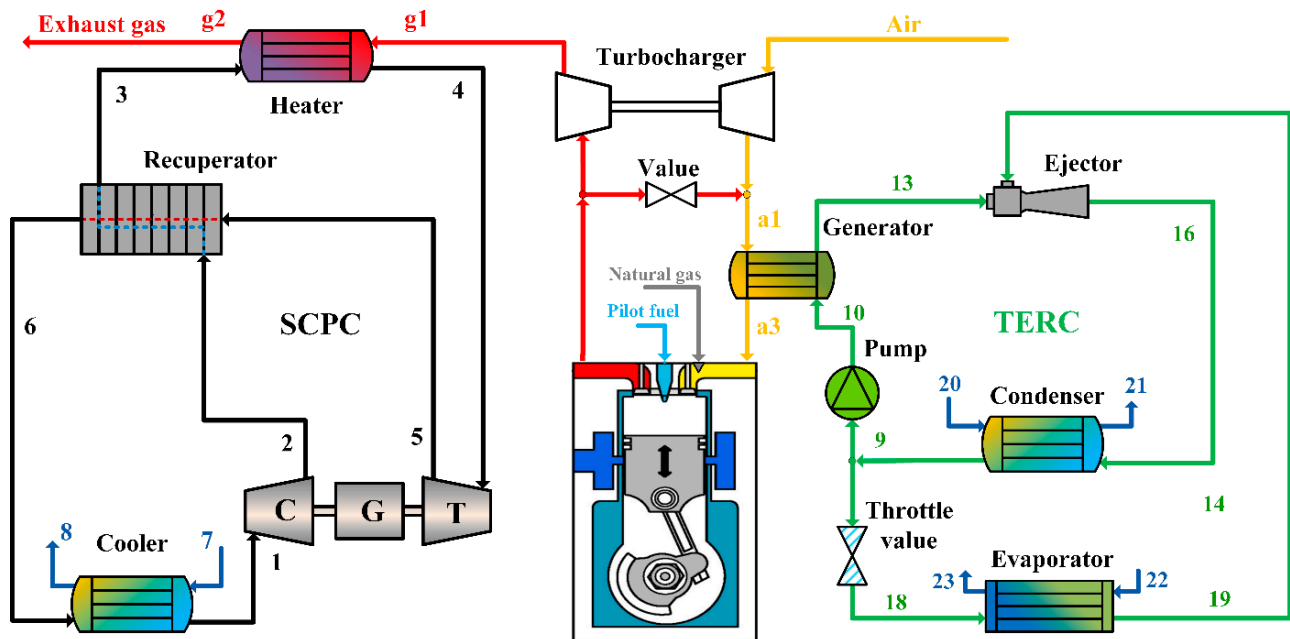 Exhaust gas
g2
g1
Air
Turbocharger
3
Heater
4
Recuperator
Value
Ejector
13
a1
Generator
16
Natural gas
6
SCPC
Pilot fuel
10
a3
TERC
Pump
20
Condenser
21
2
5
9
C
G
T
Throttle
value
14
8
Cooler
7
1
Evaporator
23
22
18
19